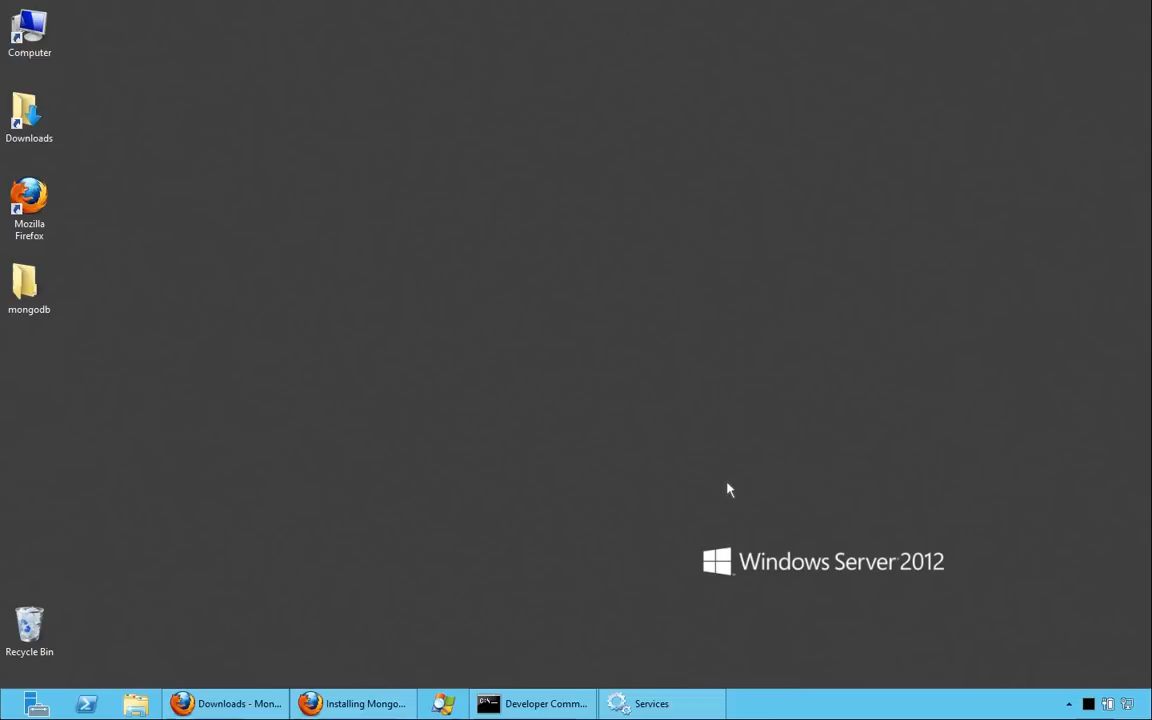 Computer
Downloads
Mozilla
Firefox
mongodb
Windows Server 2012
Recycle Bin
Downloads - Mon...
Installing Mongo...
C:\...
Developer Comm...
Services